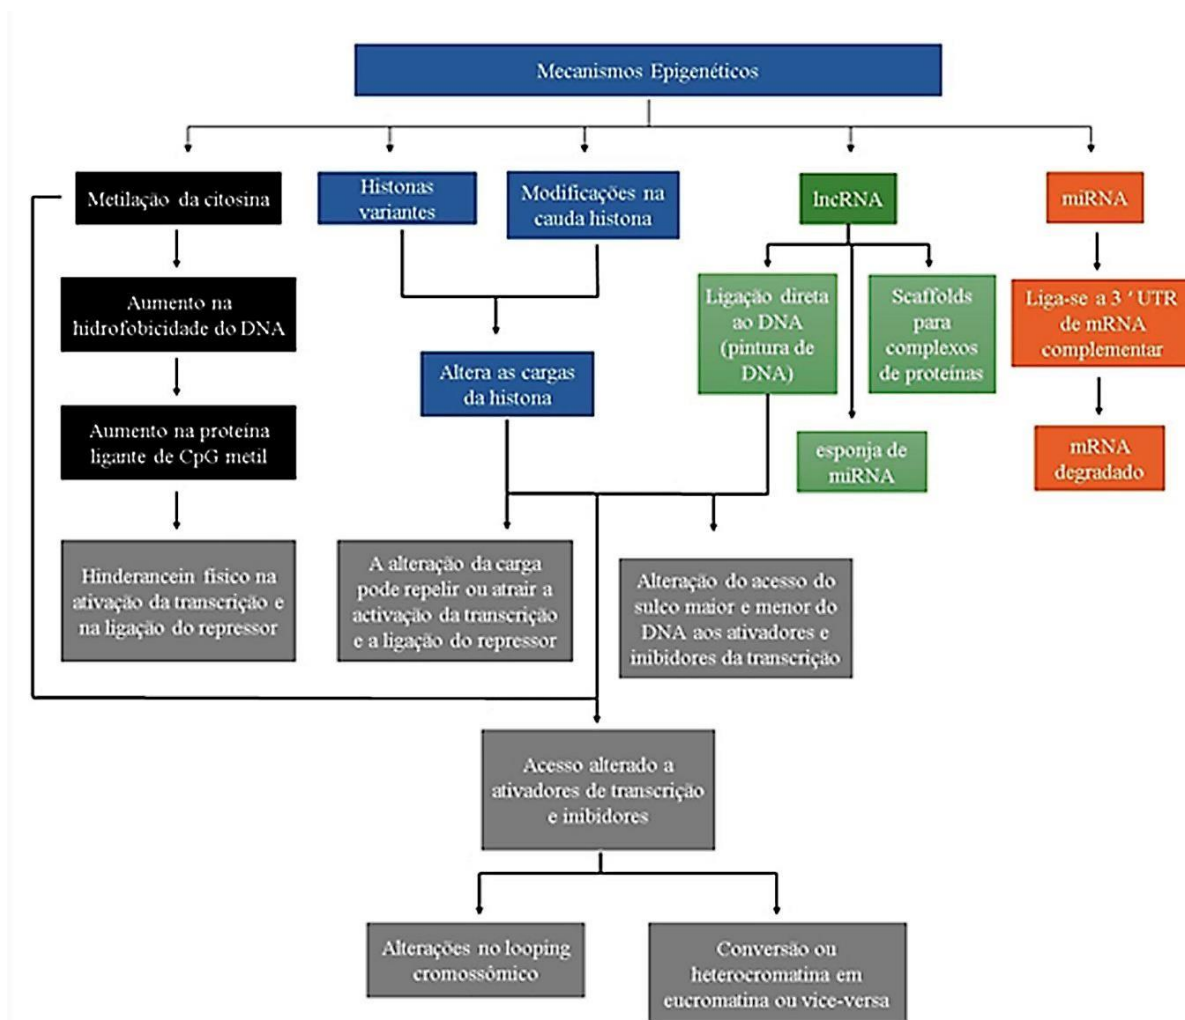 Mecanismos Epigenéticos
Metilação da citosina
Histonas
variantes
Modificações na
cauda histona
lncRNA
miRNA
Aumento na
hidrofobicidade do DNA
Altera as cargas
da histona
Ligação direta
ao DNA
(pintura de
DNA)
Scaffolds
para
complexos
de proteínas
Liga-se a 3 ‘ UTR
de mRNA
complementar
Aumento na proteína
ligante de CpG metil
esponja de
miRNA
mRNA
degradado
Hinderancein físico na
ativação da transcrição e
na ligação do repressor
A alteração da carga
pode repelir ou atrair a
activação da transcrição
e a ligação do repressor
Alteração do acesso do
sulco maior e menor do
DNA aos ativadores e
inibidores da transcrição
Acesso alterado a
ativadores de transcrição
e inibidores
Alterações no looping
cromossômico
Conversão ou
heterocromatina em
eucromatina ou vice-versa